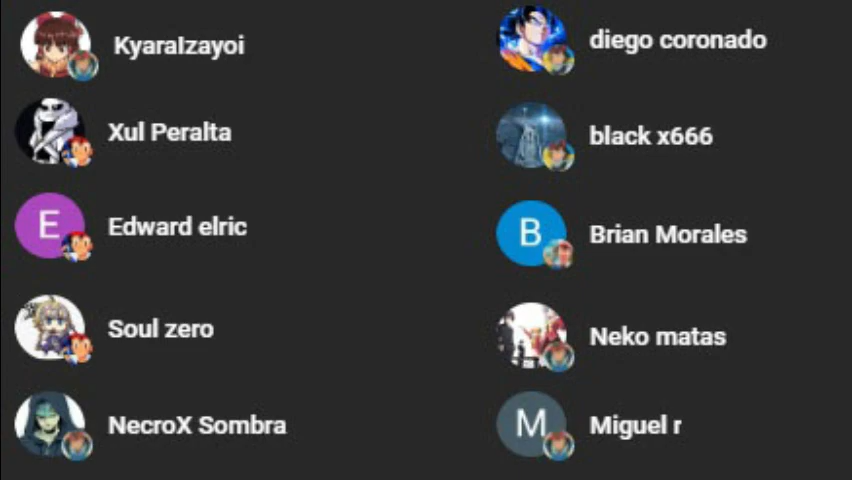 KyaraIzayoi
Xul Peralta
E
Edward elric
Soul zero
NecroX Sombra
diego coronado
black x666
B
Brian Morales
Neko matas
M
Miguel r